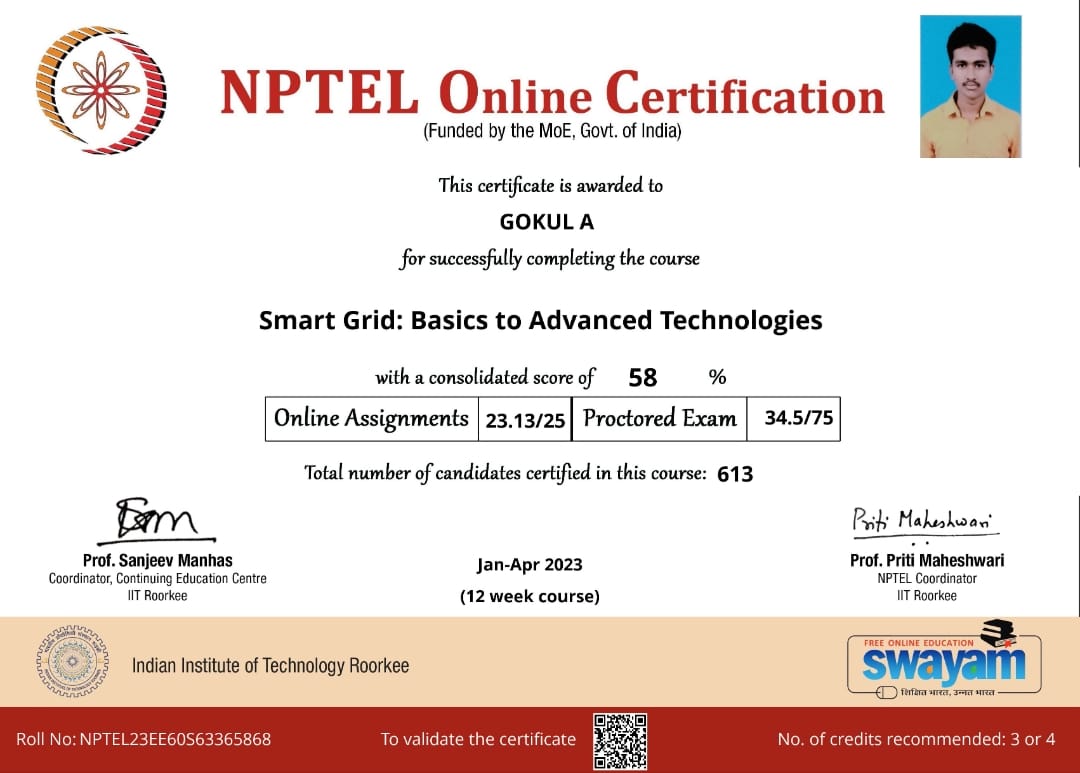 NPTEL Online Certification
(Funded by the MoE, Govt. of India)
This certificate is awarded to
GOKUL A
for successfully completing the course
Smart Grid: Basics to Advanced Technologies
with a consolidated score of 58 %
Online Assignments 23.13/25 Proctored Exam 34.5/75
Total number of candidates certified in this course: 613
Priti Maheshwari
Prof. Sanjeev Manhas
Coordinator, Continuing Education Centre
IIT Roorkee
Jan-Apr 2023
(12 week course)
Prof. Priti Maheshwari
NPTEL Coordinator
IIT Roorkee
Indian Institute of Technology Roorkee
FREE ONLINE EDUCATION
swayam
शिक्षित भारत, उन्नत भारत
Roll No: NPTEL23EE60S63365868
To validate the certificate
No. of credits recommended: 3 or 4